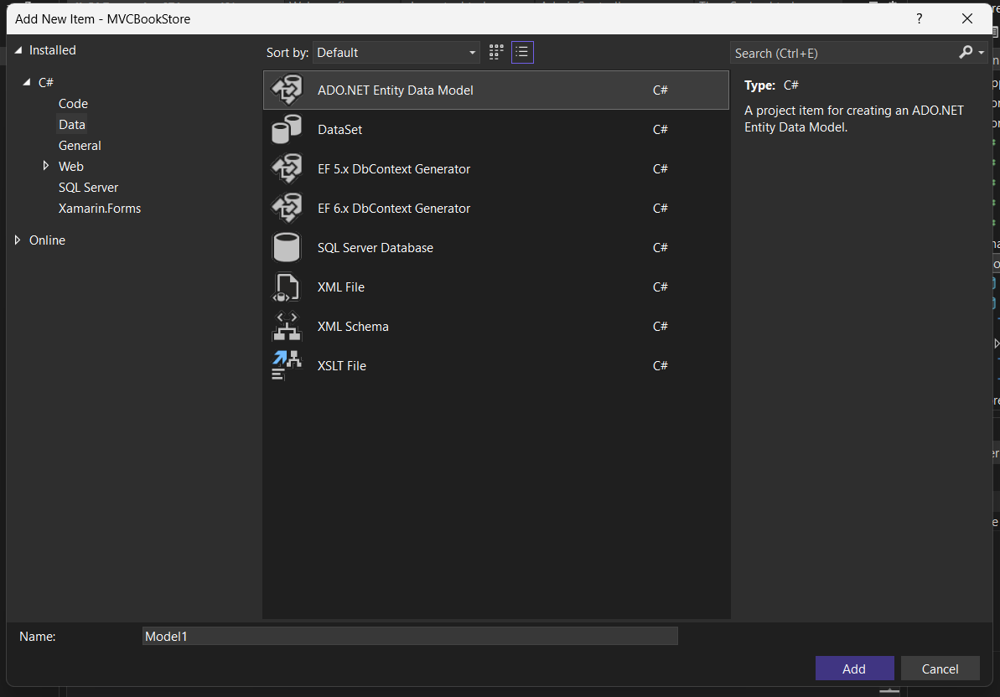 Add New Item - MVCBookStore
?
Installed
C#
Code
Data
General
Web
SQL Server
Xamarin.Forms
Online
Sort by: Default
Search (Ctrl+E)
ADO.NET Entity Data Model C#
DataSet C#
EF 5.x DbContext Generator C#
EF 6.x DbContext Generator C#
SQL Server Database C#
XML File C#
XML Schema C#
XSLT File C#
Type: C#
A project item for creating an ADO.NET
Entity Data Model.
Name: Model1
Add Cancel